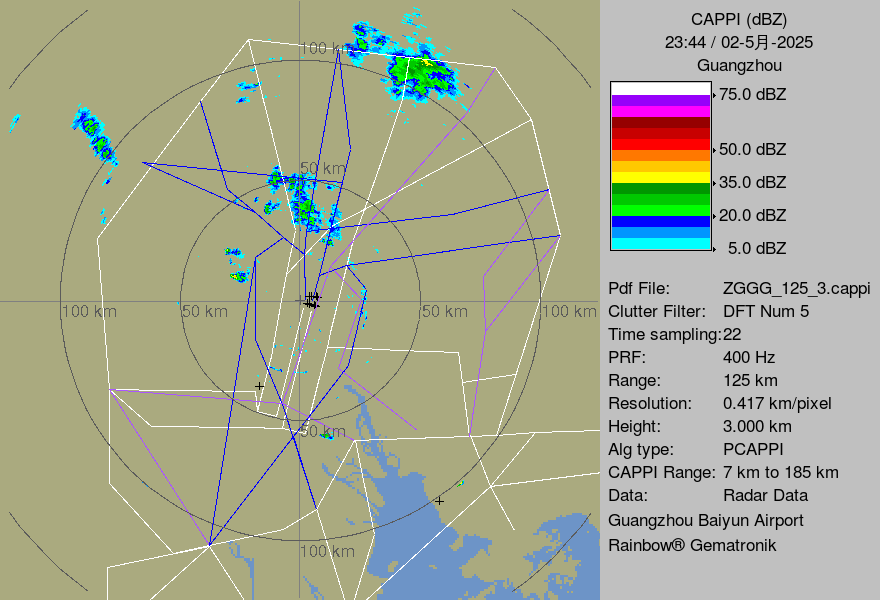 CAPPI (dBZ)
23:44 / 02-5月-2025
Guangzhou
75.0 dBZ
50.0 dBZ
35.0 dBZ
20.0 dBZ
5.0 dBZ
Pdf File: ZGGG_125_3.cappi
Clutter Filter: DFT Num 5
Time sampling:22
PRF: 400 Hz
Range: 125 km
Resolution: 0.417 km/pixel
Height: 3.000 km
Alg type: PCAPPI
CAPPI Range: 7 km to 185 km
Data: Radar Data
Guangzhou Baiyun Airport
Rainbow® Gematronik
100 km
50 km
100 km
50 km
50 km
100 km
50 km
100 km